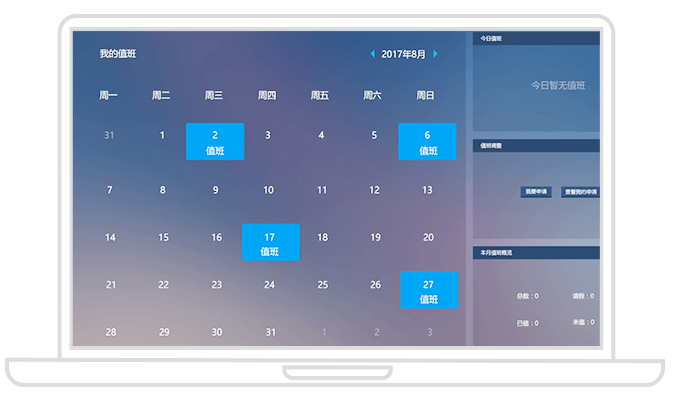 我的值班
2017年8月
周一 周二 周三 周四 周五 周六 周日
31 1 2 3 4 5 6
值班 值班
7 8 9 10 11 12 13
14 15 16 17 18 19 20
值班
21 22 23 24 25 26 27
值班
28 29 30 31 1 2 3
今日值班
今日暂无值班
值班调整
我要申请 查看我的申请
本月值班概览
总数：0 请假：0
已值：0 未值：0